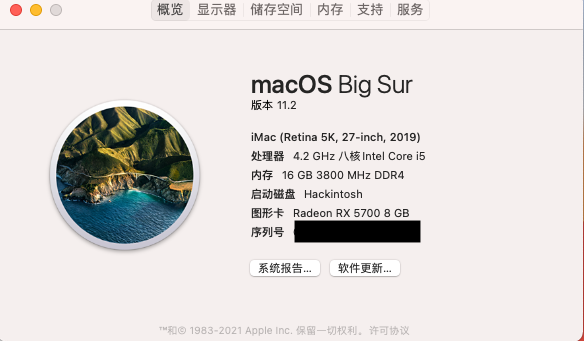 概览 显示器 储存空间 内存 支持 服务
macOS Big Sur
版本 11.2
iMac (Retina 5K, 27-inch, 2019)
处理器 4.2 GHz 八核Intel Core i5
内存 16 GB 3800 MHz DDR4
启动磁盘 Hackintosh
图形卡 Radeon RX 5700 8 GB
序列号
系统报告... 软件更新...
™和© 1983-2021 Apple Inc. 保留一切权利。许可协议